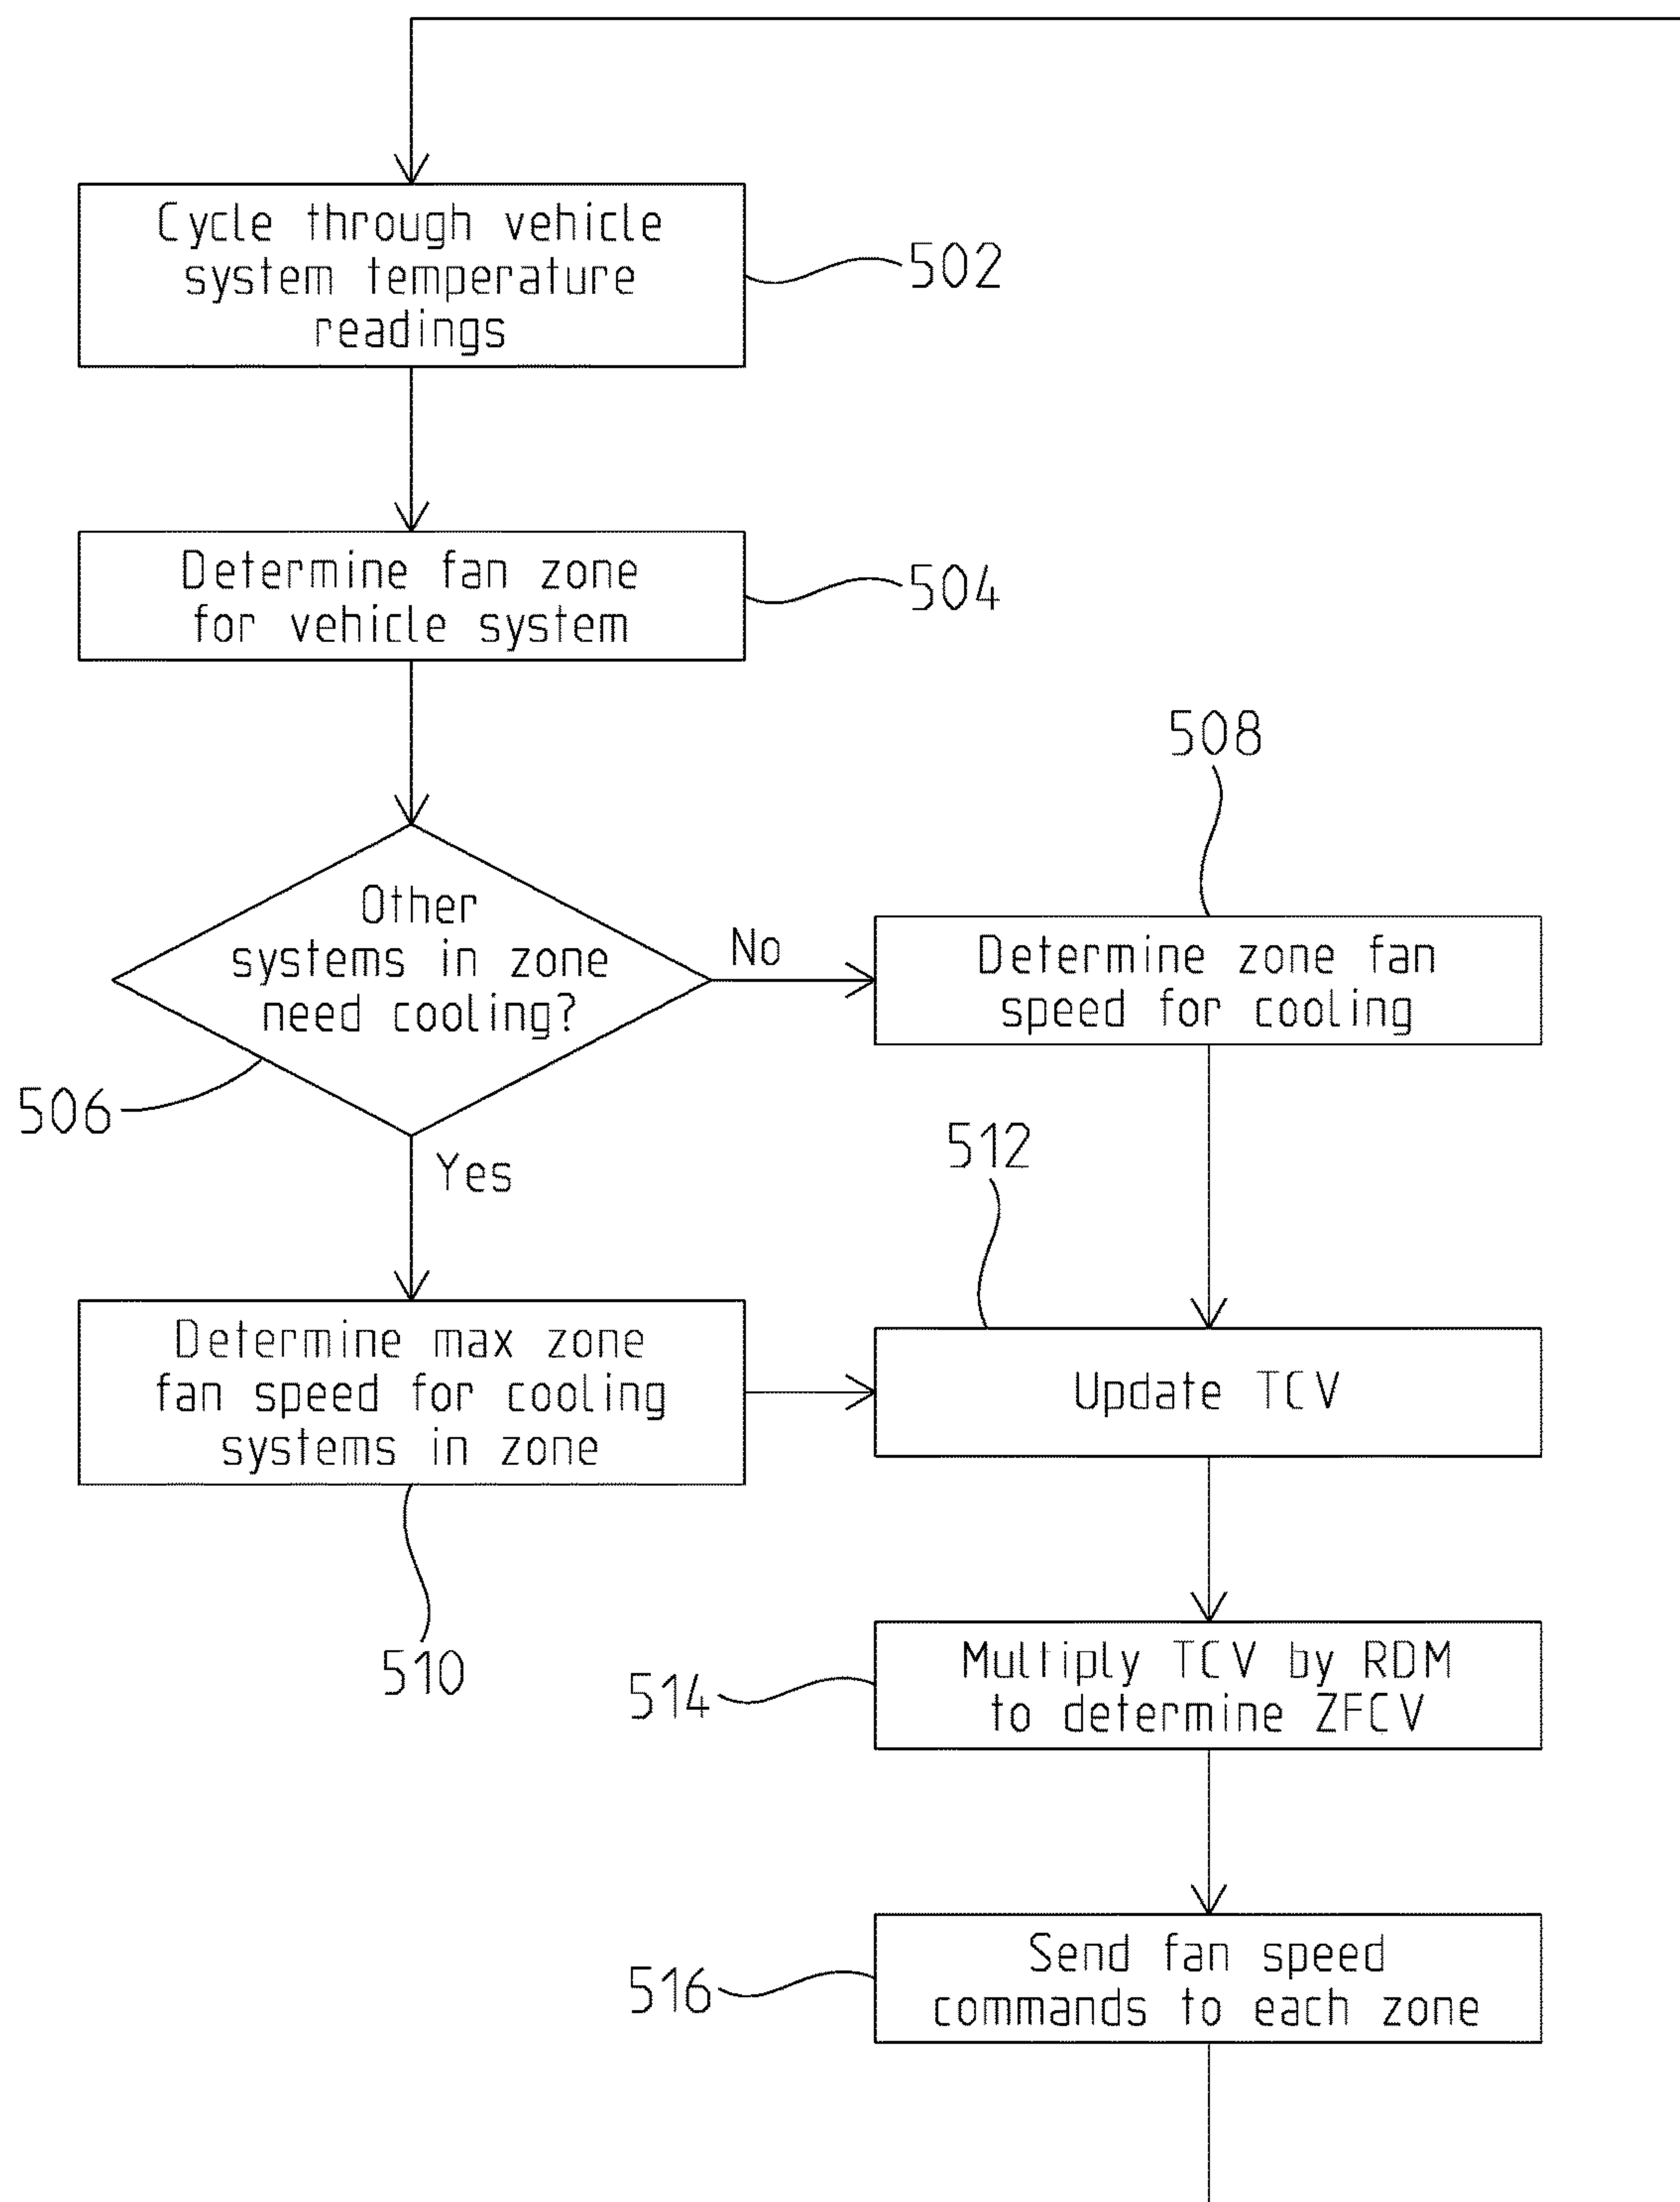 Cycle through vehicle
system temperature
readings
502
Determine fan zone
for vehicle system
504
508
Other
systems in zone
need cooling?
No
Determine zone fan
speed for cooling
506
Yes
512
Determine max zone
fan speed for cooling
systems in zone
Update TCV
510
Multiply TCV by RDM
to determine ZFCV
514
Send fan speed
commands to each zone
516